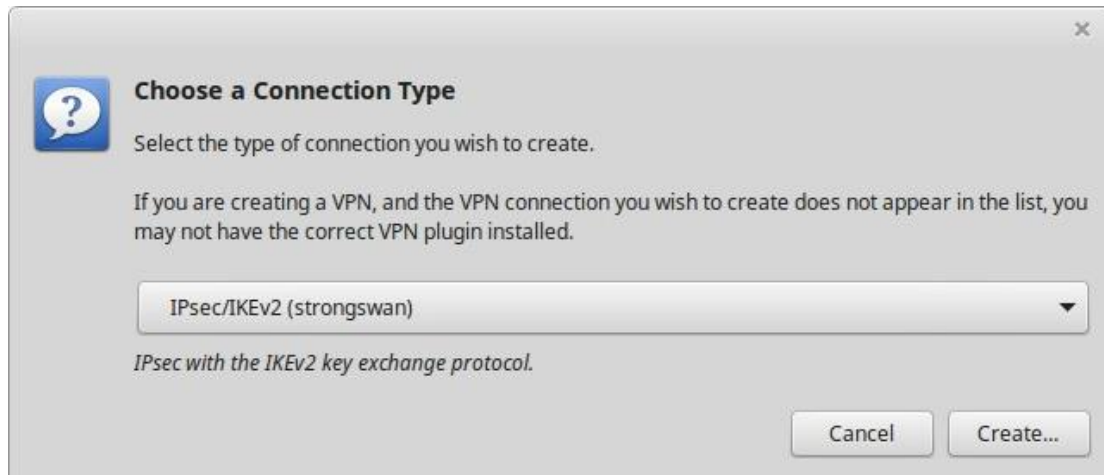 Choose a Connection Type
Select the type of connection you wish to create.
If you are creating a VPN, and the VPN connection you wish to create does not appear in the list, you
may not have the correct VPN plugin installed.
IPsec/IKEv2 (strongswan)
IPsec with the IKEv2 key exchange protocol.
Cancel
Create...